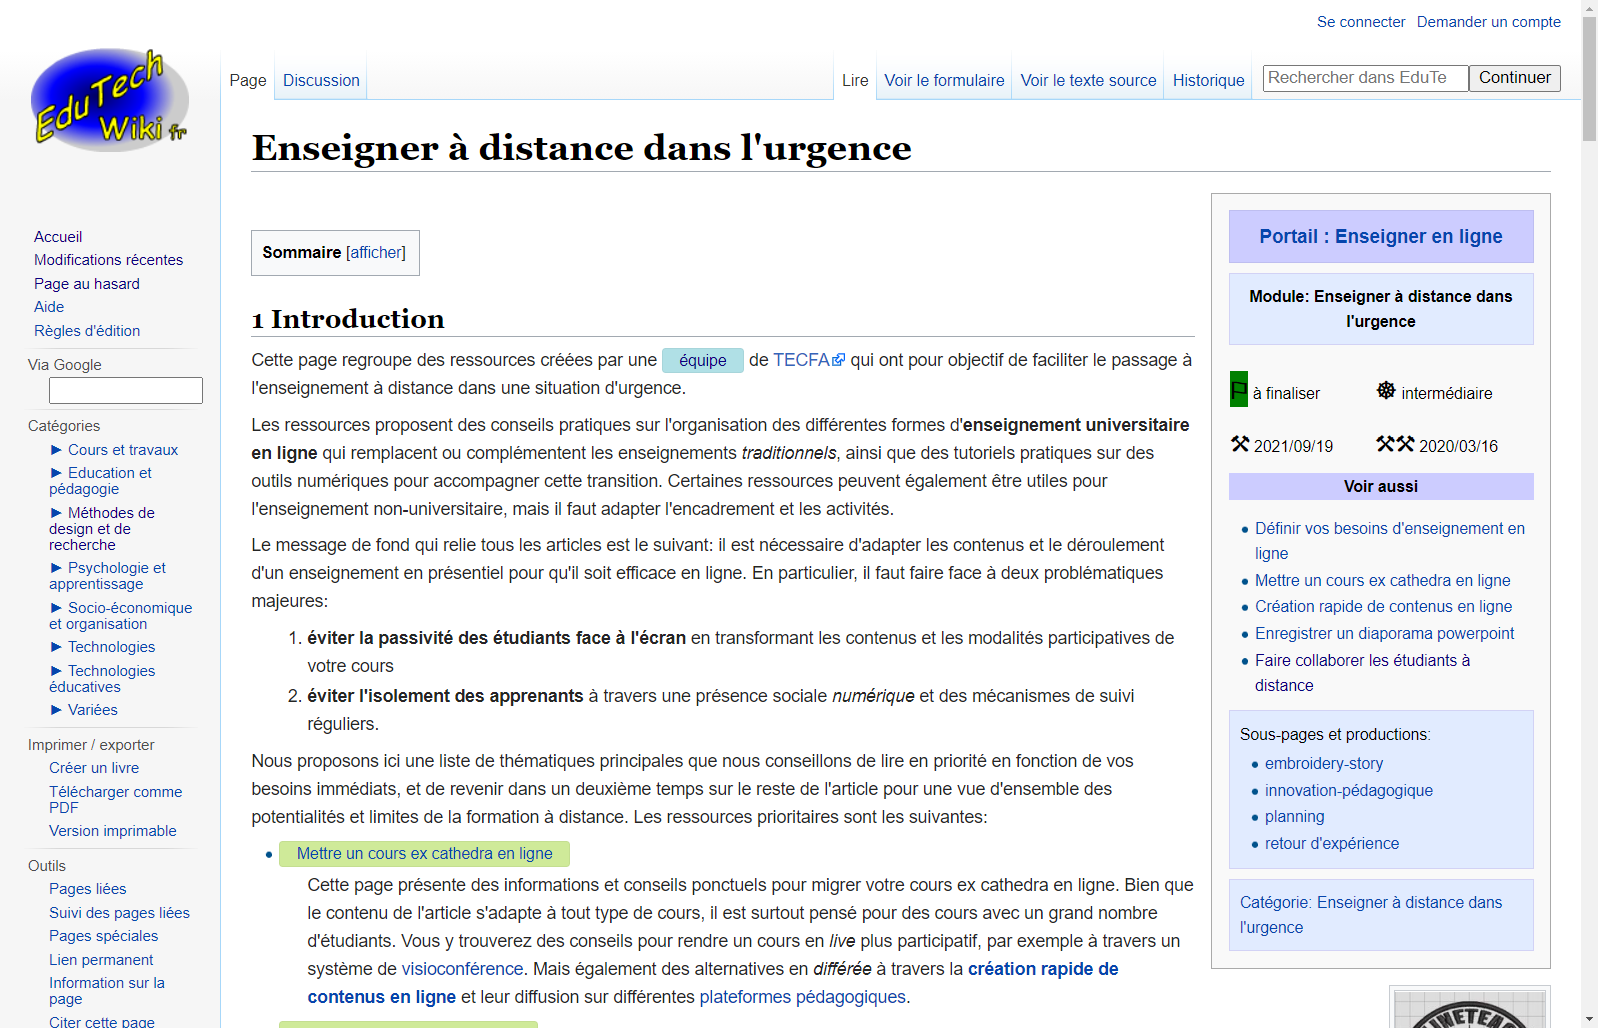 Se connecter Demander un compte
EduTech
Wiki fr
Page Discussion Lire Voir le formulaire Voir le texte source Historique Rechercher dans EduTe Continuer
Enseigner à distance dans l'urgence
Accueil
Modifications récentes
Page au hasard
Aide
Règles d'édition
Via Google
Catégories
► Cours et travaux
► Education et
pédagogie
► Méthodes de
design et de
recherche
► Psychologie et
apprentissage
► Socio-économique
et organisation
► Technologies
► Technologies
éducatives
► Variées
Imprimer / exporter
Créer un livre
Télécharger comme
PDF
Version imprimable
Outils
Pages liées
Suivi des pages liées
Pages spéciales
Lien permanent
Information sur la
page
Citer cette page
Sommaire [afficher]
1 Introduction
Cette page regroupe des ressources créées par une équipe de TECFA qui ont pour objectif de faciliter le passage à
l'enseignement à distance dans une situation d'urgence.
Les ressources proposent des conseils pratiques sur l'organisation des différentes formes d'enseignement universitaire
en ligne qui remplacent ou complémentent les enseignements traditionnels, ainsi que des tutoriels pratiques sur des
outils numériques pour accompagner cette transition. Certaines ressources peuvent également être utiles pour
l'enseignement non-universitaire, mais il faut adapter l'encadrement et les activités.
Le message de fond qui relie tous les articles est le suivant: il est nécessaire d'adapter les contenus et le déroulement
d'un enseignement en présentiel pour qu'il soit efficace en ligne. En particulier, il faut faire face à deux problématiques
majeures:
1. éviter la passivité des étudiants face à l'écran en transformant les contenus et les modalités participatives de
votre cours
2. éviter l'isolement des apprenants à travers une présence sociale numérique et des mécanismes de suivi
réguliers.
Nous proposons ici une liste de thématiques principales que nous conseillons de lire en priorité en fonction de vos
besoins immédiats, et de revenir dans un deuxième temps sur le reste de l'article pour une vue d'ensemble des
potentialités et limites de la formation à distance. Les ressources prioritaires sont les suivantes:
• Mettre un cours ex cathedra en ligne
Cette page présente des informations et conseils ponctuels pour migrer votre cours ex cathedra en ligne. Bien que
le contenu de l'article s'adapte à tout type de cours, il est surtout pensé pour des cours avec un grand nombre
d'étudiants. Vous y trouverez des conseils pour rendre un cours en live plus participatif, par exemple à travers un
système de visioconférence. Mais également des alternatives en différée à travers la création rapide de
contenus en ligne et leur diffusion sur différentes plateformes pédagogiques.
Portail : Enseigner en ligne
Module: Enseigner à distance dans
l'urgence
⚐ à finaliser ☸ intermédiaire
⚒ 2021/09/19 ⚒⚒ 2020/03/16
Voir aussi
• Définir vos besoins d'enseignement en
ligne
• Mettre un cours ex cathedra en ligne
• Création rapide de contenus en ligne
• Enregistrer un diaporama powerpoint
• Faire collaborer les étudiants à
distance
Sous-pages et productions:
• embroidery-story
• innovation-pédagogique
• planning
• retour d'expérience
Catégorie: Enseigner à distance dans
l'urgence